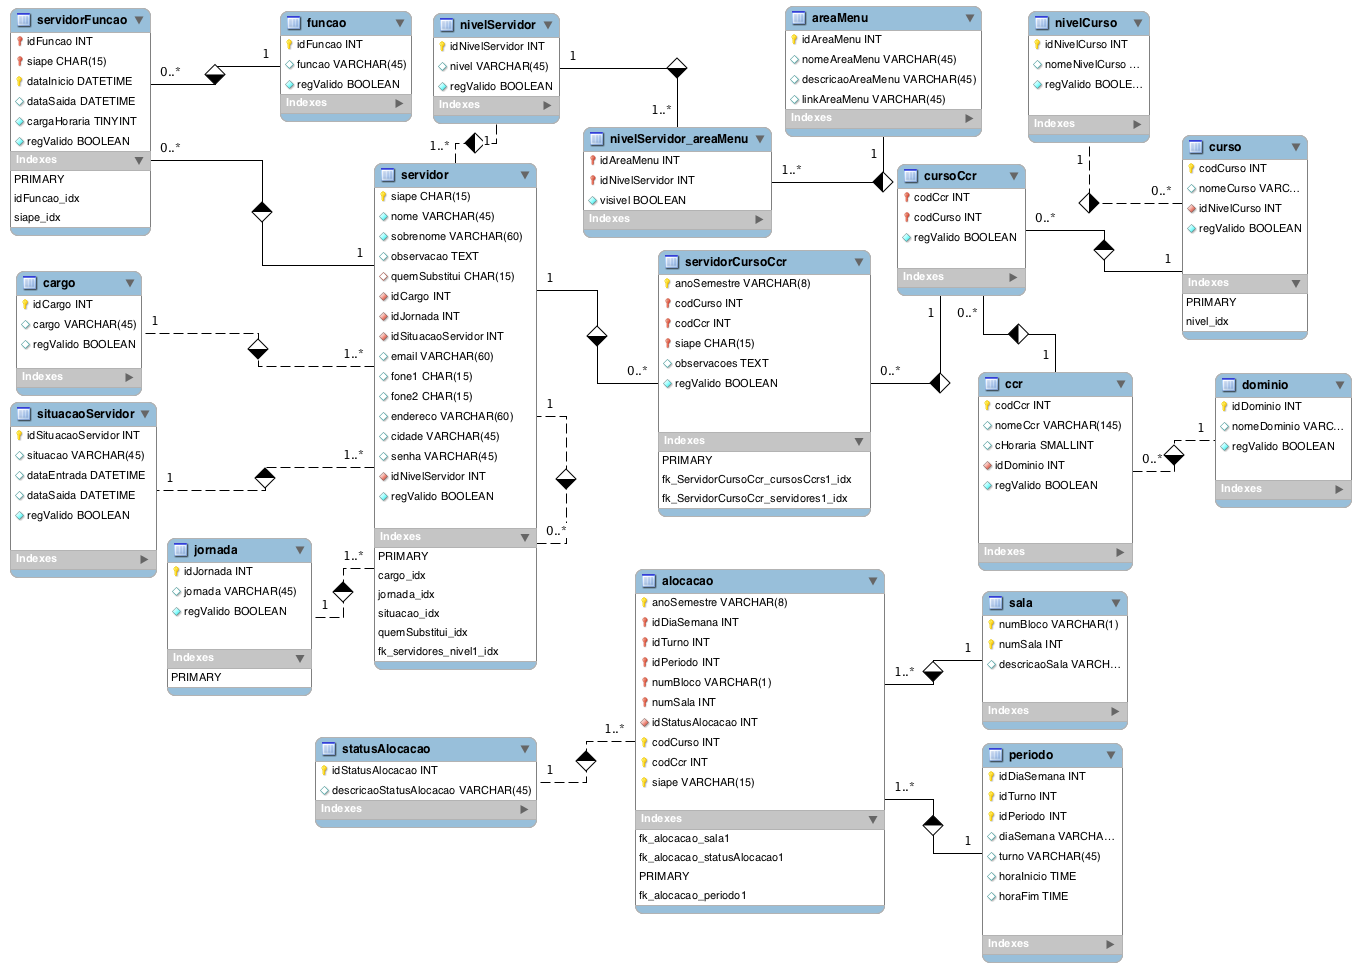 servidorFuncao
idFuncao INT
siape CHAR(15)
dataInicio DATETIME
dataSaida DATETIME
cargaHoraria TINYINT
regValido BOOLEAN
Indexes
PRIMARY
idFuncao_idx
siape_idx
0..*
1
0..*
1
funcao
idFuncao INT
funcao VARCHAR(45)
regValido BOOLEAN
Indexes
nivelServidor
idNivelServidor INT
nivel VARCHAR(45)
regValido BOOLEAN
Indexes
1
1..*
1..*
1
nivelServidor_areaMenu
idAreaMenu INT
idNivelServidor INT
visivel BOOLEAN
Indexes
1..*
1
areaMenu
idAreaMenu INT
nomeAreaMenu VARCHAR(45)
descricaoAreaMenu VARCHAR(45)
linkAreaMenu VARCHAR(45)
Indexes
nivelCurso
idNivelCurso INT
nomeNivelCurso ...
regValido BOOLE...
Indexes
1
0..*
curso
codCurso INT
nomeCurso VARC...
idNivelCurso INT
regValido BOOLEAN
Indexes
PRIMARY
nivel_idx
cursoCcr
codCcr INT
codCurso INT
regValido BOOLEAN
Indexes
0..*
1
1
0..*
1
servidor
siape CHAR(15)
nome VARCHAR(45)
sobrenome VARCHAR(60)
observacao TEXT
quemSubstitui CHAR(15)
idCargo INT
idJornada INT
idSituacaoServidor INT
email VARCHAR(60)
fone1 CHAR(15)
fone2 CHAR(15)
endereco VARCHAR(60)
cidade VARCHAR(45)
senha VARCHAR(45)
idNivelServidor INT
regValido BOOLEAN
Indexes
PRIMARY
cargo_idx
jornada_idx
situacao_idx
quemSubstitui_idx
fk_servidores_nivel1_idx
1
0..*
1
0..*
servidorCursoCcr
anoSemestre VARCHAR(8)
codCurso INT
codCcr INT
siape CHAR(15)
observacoes TEXT
regValido BOOLEAN
Indexes
PRIMARY
fk_ServidorCursoCcr_cursosCcrs1_idx
fk_ServidorCursoCcr_servidores1_idx
0..*
cargo
idCargo INT
cargo VARCHAR(45)
regValido BOOLEAN
Indexes
1
1..*
situacaoServidor
idSituacaoServidor INT
situacao VARCHAR(45)
dataEntrada DATETIME
dataSaida DATETIME
regValido BOOLEAN
Indexes
1
1..*
jornada
idJornada INT
jornada VARCHAR(45)
regValido BOOLEAN
Indexes
PRIMARY
1
1..*
ccr
codCcr INT
nomeCcr VARCHAR(145)
cHoraria SMALLINT
idDominio INT
regValido BOOLEAN
Indexes
0..*
1
dominio
idDominio INT
nomeDominio VARC...
regValido BOOLEAN
Indexes
alocacao
anoSemestre VARCHAR(8)
idDiaSemana INT
idTurno INT
idPeriodo INT
numBloco VARCHAR(1)
numSala INT
idStatusAlocacao INT
codCurso INT
codCcr INT
siape VARCHAR(15)
Indexes
fk_alocacao_sala1
fk_alocacao_statusAlocacao1
PRIMARY
fk_alocacao_periodo1
1..*
1
1..*
1
sala
numBloco VARCHAR(1)
numSala INT
descricaoSala VARCH...
Indexes
statusAlocacao
idStatusAlocacao INT
descricaoStatusAlocacao VARCHAR(45)
Indexes
1
1..*
periodo
idDiaSemana INT
idTurno INT
idPeriodo INT
diaSemana VARCHA...
turno VARCHAR(45)
horaInicio TIME
horaFim TIME
Indexes